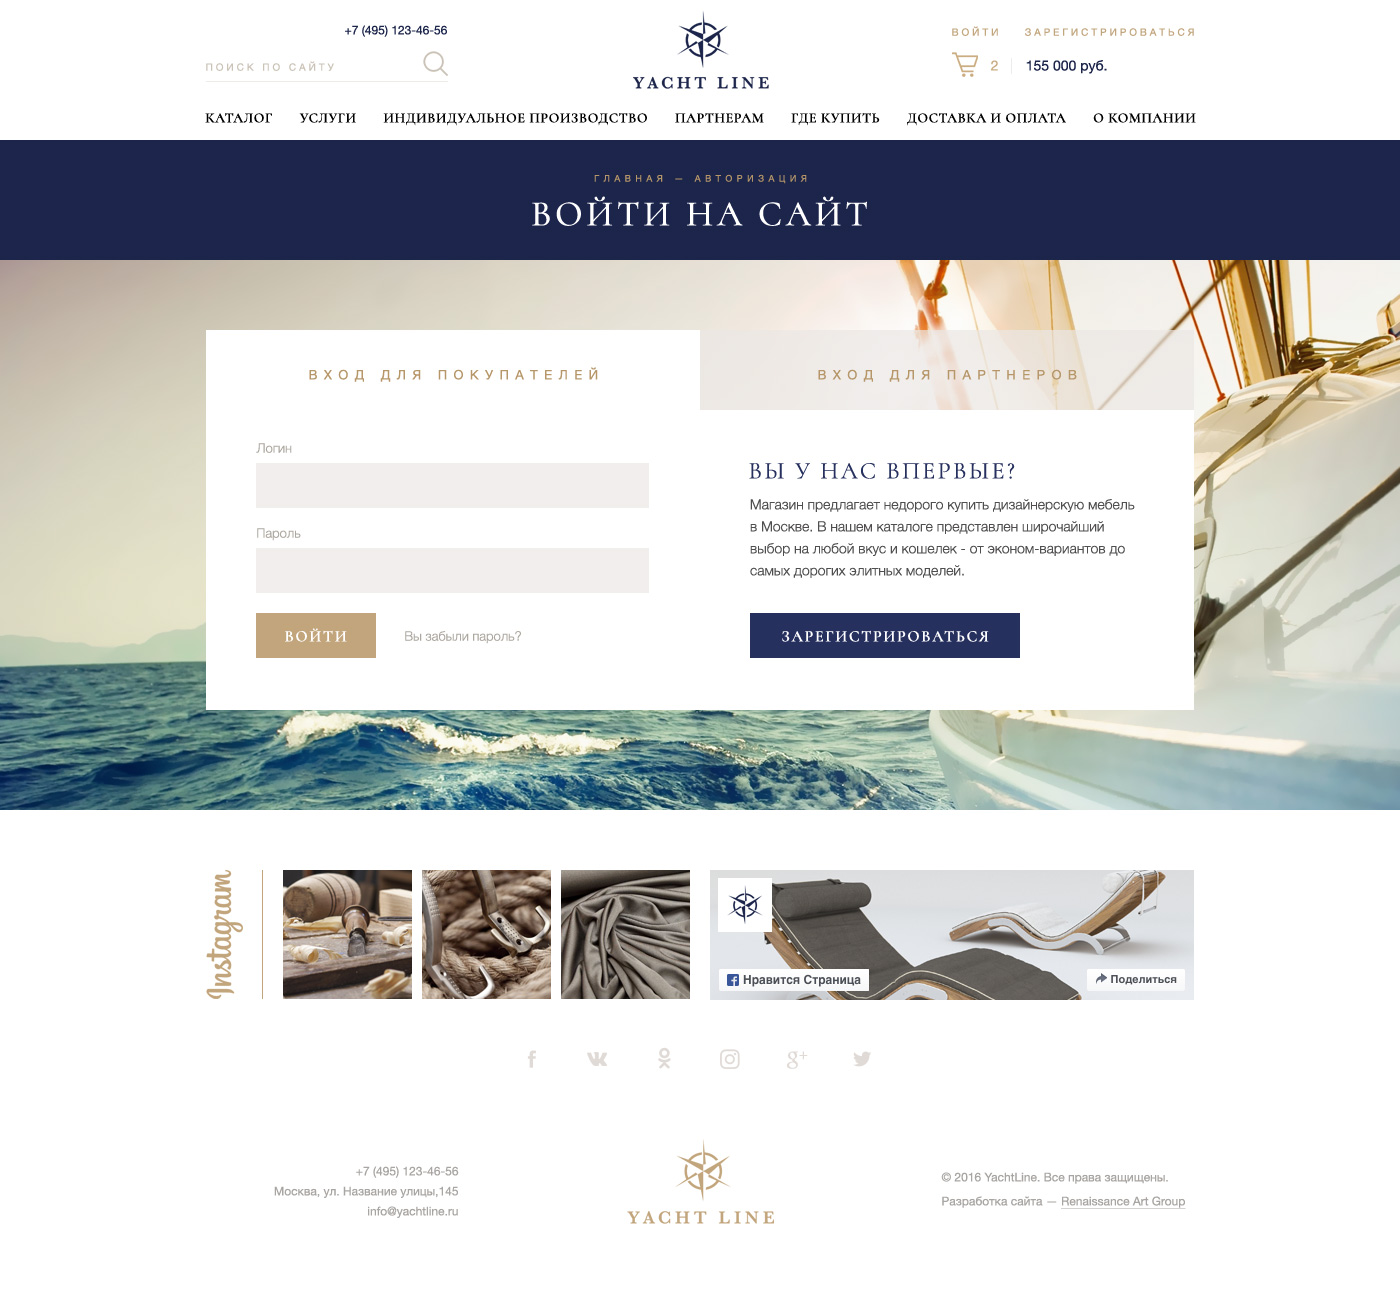 +7 (495) 123-46-56
ПОИСК ПО САЙТУ
YACHT LINE
ВОЙТИ ЗАРЕГИСТРИРОВАТЬСЯ
2 155 000 руб.
КАТАЛОГ УСЛУГИ ИНДИВИДУАЛЬНОЕ ПРОИЗВОДСТВО ПАРТНЕРАМ ГДЕ КУПИТЬ ДОСТАВКА И ОПЛАТА О КОМПАНИИ
ГЛАВНАЯ — АВТОРИЗАЦИЯ
ВОЙТИ НА САЙТ
ВХОД ДЛЯ ПОКУПАТЕЛЕЙ
ВХОД ДЛЯ ПАРТНЕРОВ
Логин
Пароль
ВОЙТИ
Вы забыли пароль?
ВЫ У НАС ВПЕРВЫЕ?
Магазин предлагает недорого купить дизайнерскую мебель
в Москве. В нашем каталоге представлен широчайший
выбор на любой вкус и кошелек - от эконом-вариантов до
самых дорогих элитных моделей.
ЗАРЕГИСТРИРОВАТЬСЯ
Instagram
Нравится Страница
Поделиться
+7 (495) 123-46-56
Москва, ул. Название улицы,145
info@yachtline.ru
YACHT LINE
© 2016 YachtLine. Все права защищены.
Разработка сайта — Renaissance Art Group